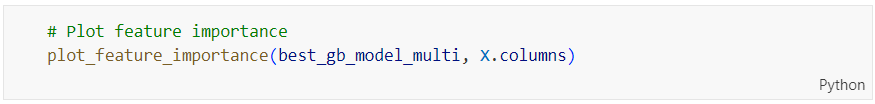 # Plot feature importance
plot_feature_importance(best_gb_model_multi, X.columns)
Python